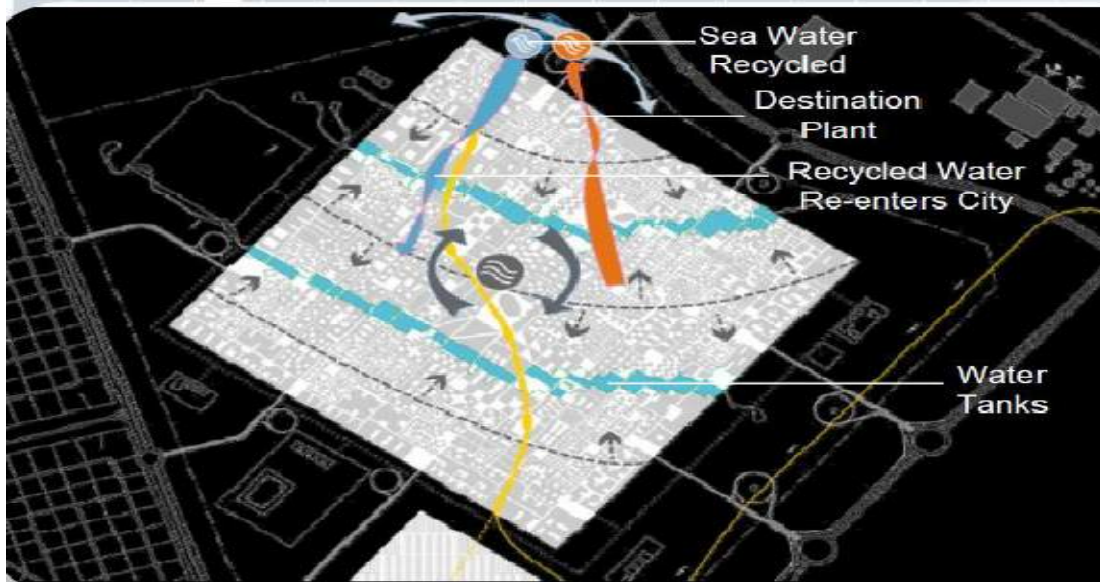 Sea Water
Recycled
Destination
Plant
Recycled Water
Re-enters City
Water
Tanks